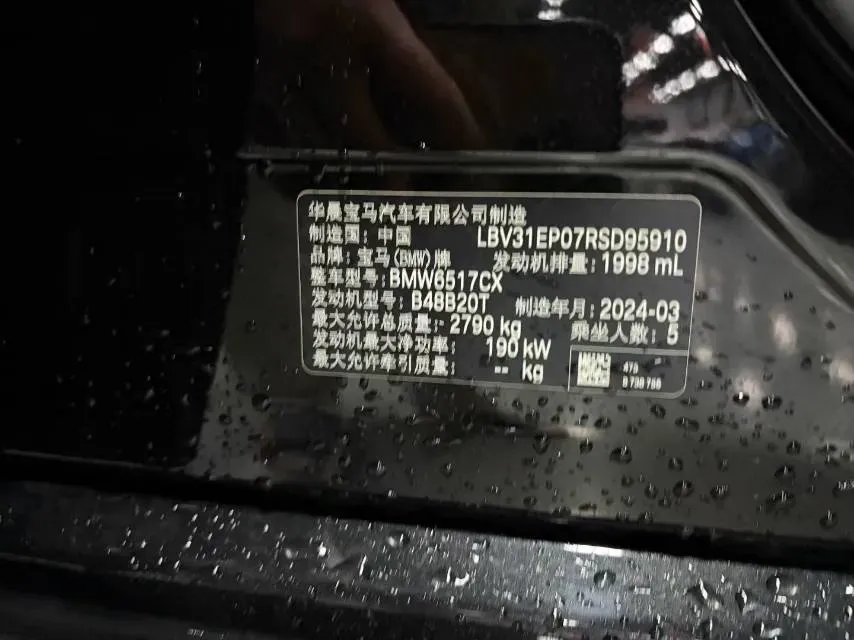 华晨宝马汽车有限公司制造
制造国：中国 LBV31EP07RSD95910
品牌：宝马(BMW)牌 发动机排量：1998 mL
整车型号：BMW6517CX
发动机型号：B48B20T 制造年月：2024-03
最大允许总质量：2790 kg 乘坐人数：5
发动机最大净功率：190 kW
最大允许牵引质量：-- kg